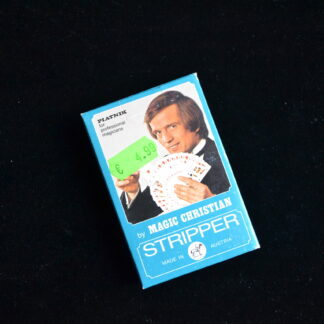 PIATNIK
for
professional
magicians
€ 4.99
by MAGIC CHRISTIAN
STRIPPER
MADE IN AUSTRIA